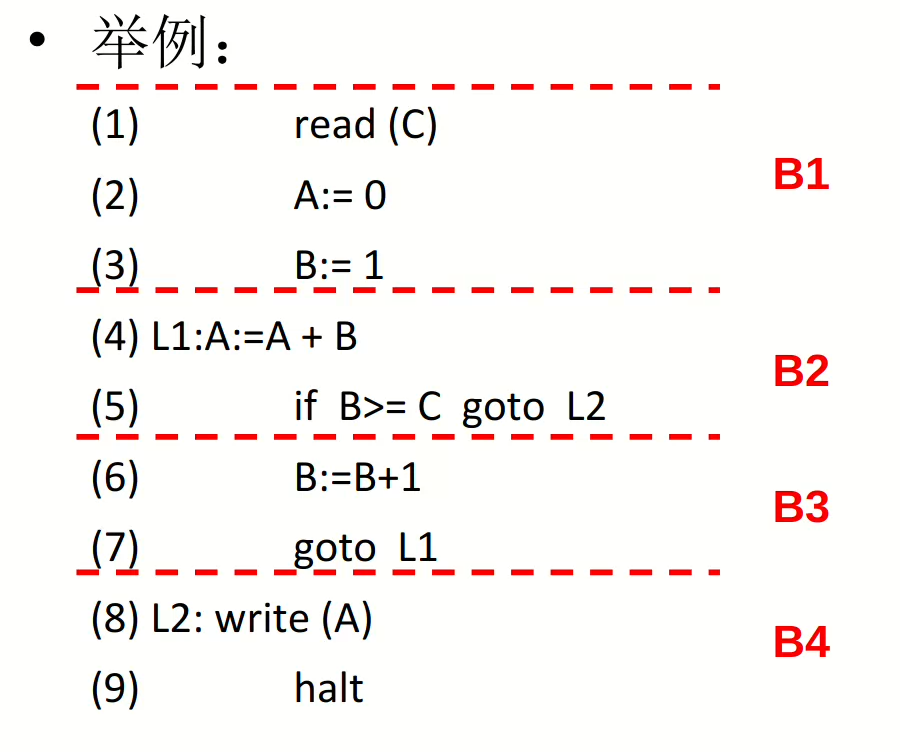 • 举例：
(1) read (C)
(2) A:= 0
B1
(3) B:= 1
(4) L1:A:=A + B
B2
(5) if B>= C goto L2
(6) B:=B+1
B3
(7) goto L1
(8) L2: write (A)
B4
(9) halt